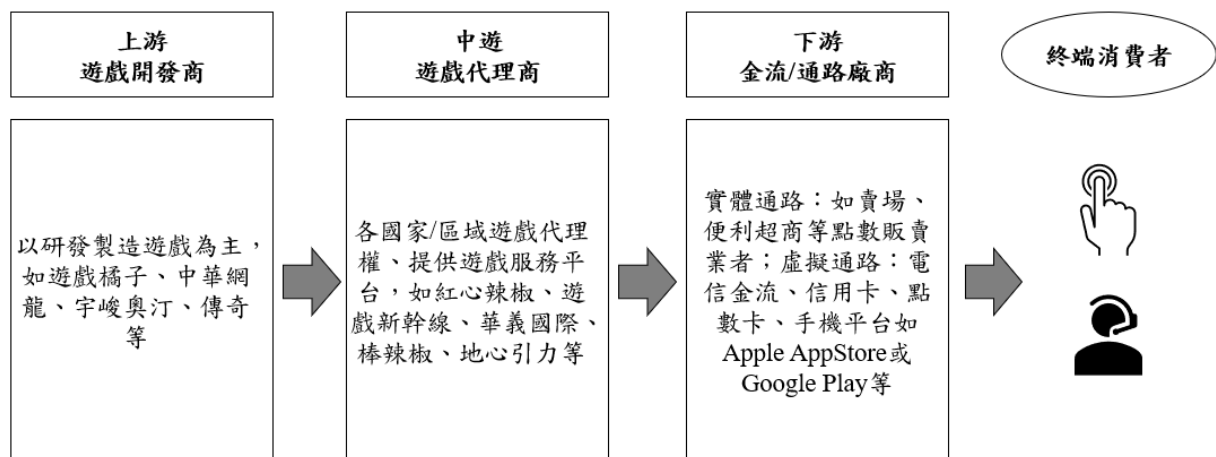 上游
遊戲開發商
中遊
遊戲代理商
下游
金流/通路廠商
終端消費者
以研發製造遊戲為主，
如遊戲橘子、中華網
龍、宇峻奧汀、傳奇
等
各國家/區域遊戲代理
權、提供遊戲服務平
台，如紅心辣椒、遊
戲新幹線、華義國際、
棒辣椒、地心引力等
實體通路：如賣場、
便利超商等點數販賣
業者；虛擬通路：電
信金流、信用卡、點
數卡、手機平台如
Apple AppStore或
Google Play等